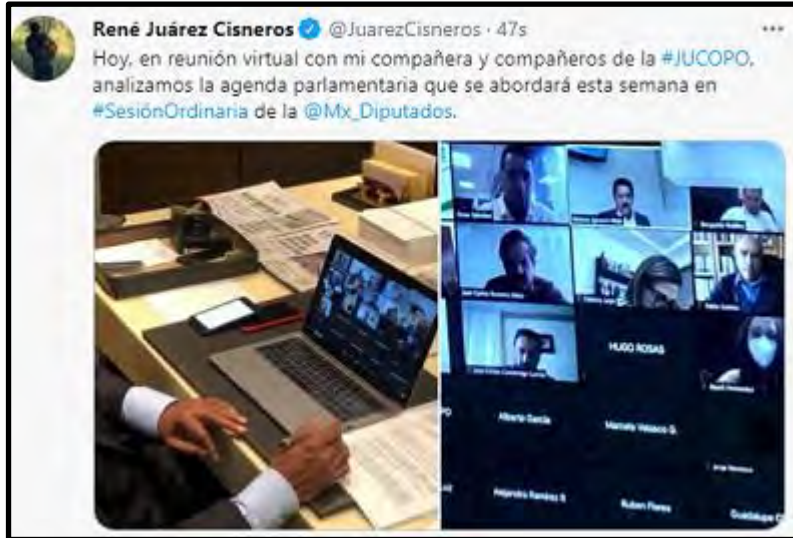 René Juárez Cisneros @JuarezCisneros · 47s
Hoy, en reunión virtual con mi compañera y compañeros de la #JUCOPO,
analizamos la agenda parlamentaria que se abordará esta semana en
#SesiónOrdinaria de la @Mx_Diputados.
HUGO ROSAS
Alberto García
Marcela Velasco G.
Alejandra Ramírez R
Ruben Flores
Guadalupe